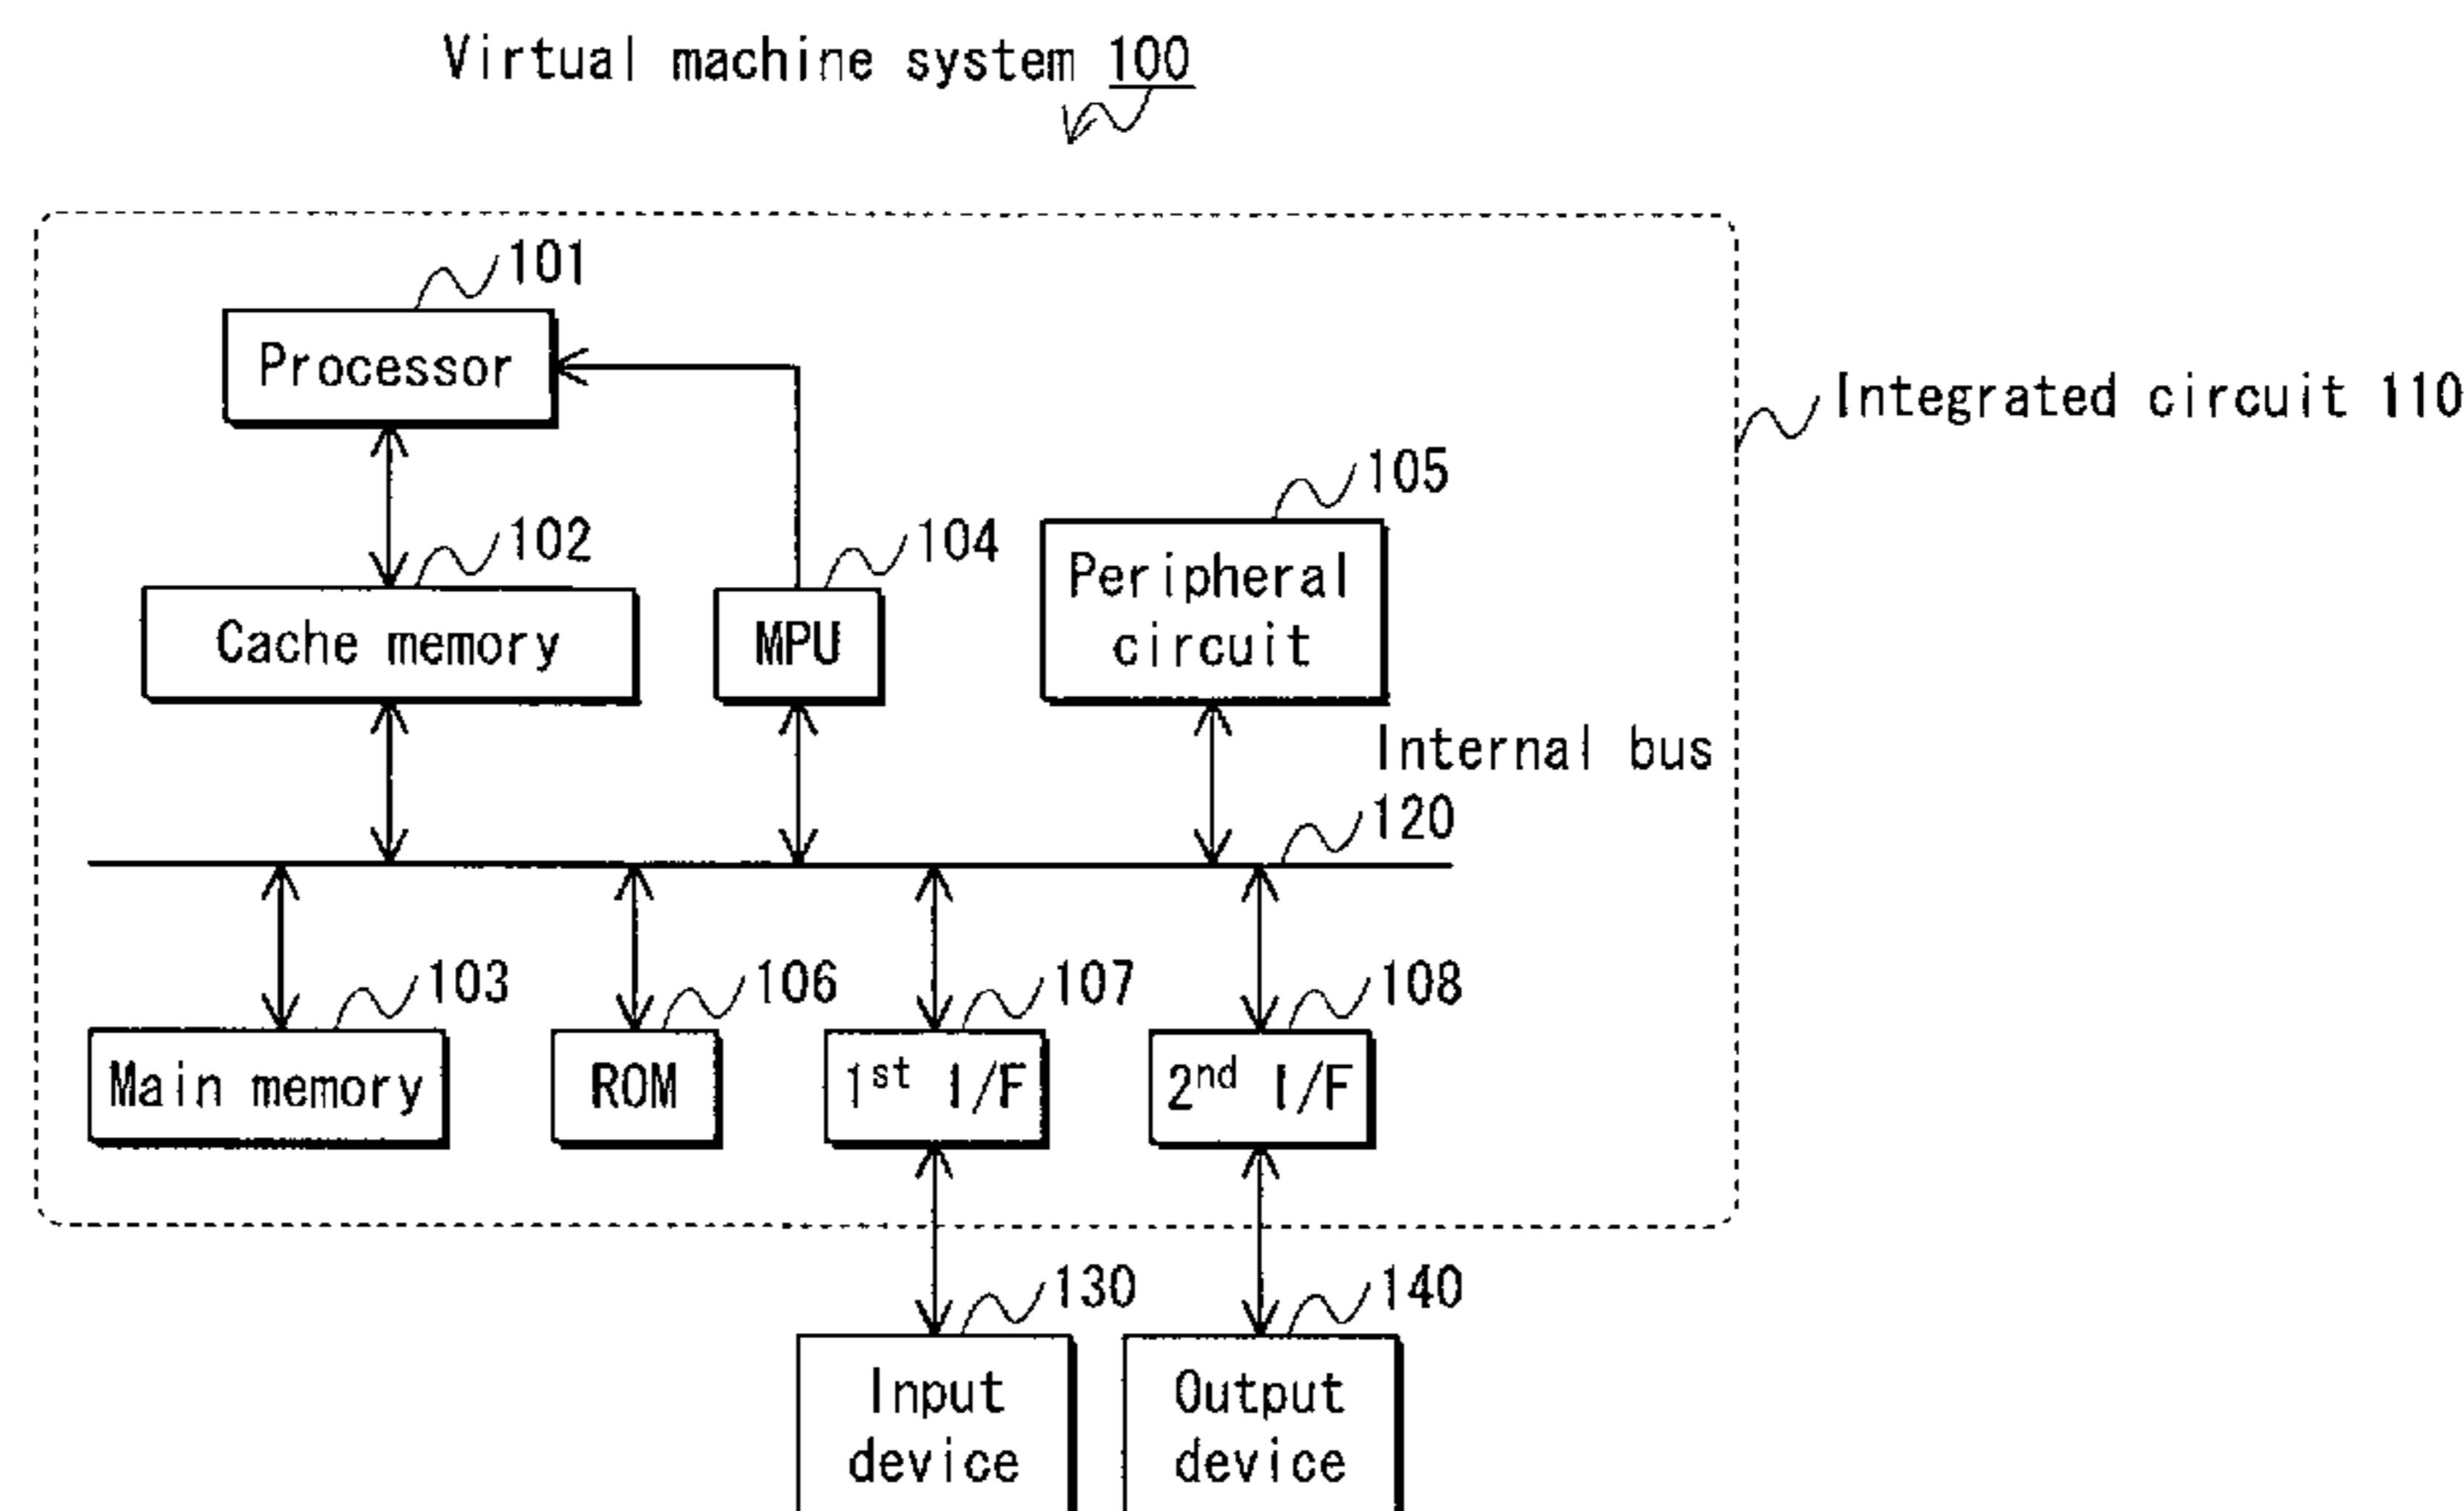 Virtual machine system 100
101
Processor
Integrated circuit 110
105
102
104
Peripheral
circuit
Cache memory
MPU
Internal bus
120
103
106
107
108
Main memory
ROM
1st I/F
2nd I/F
130
140
Input
device
Output
device